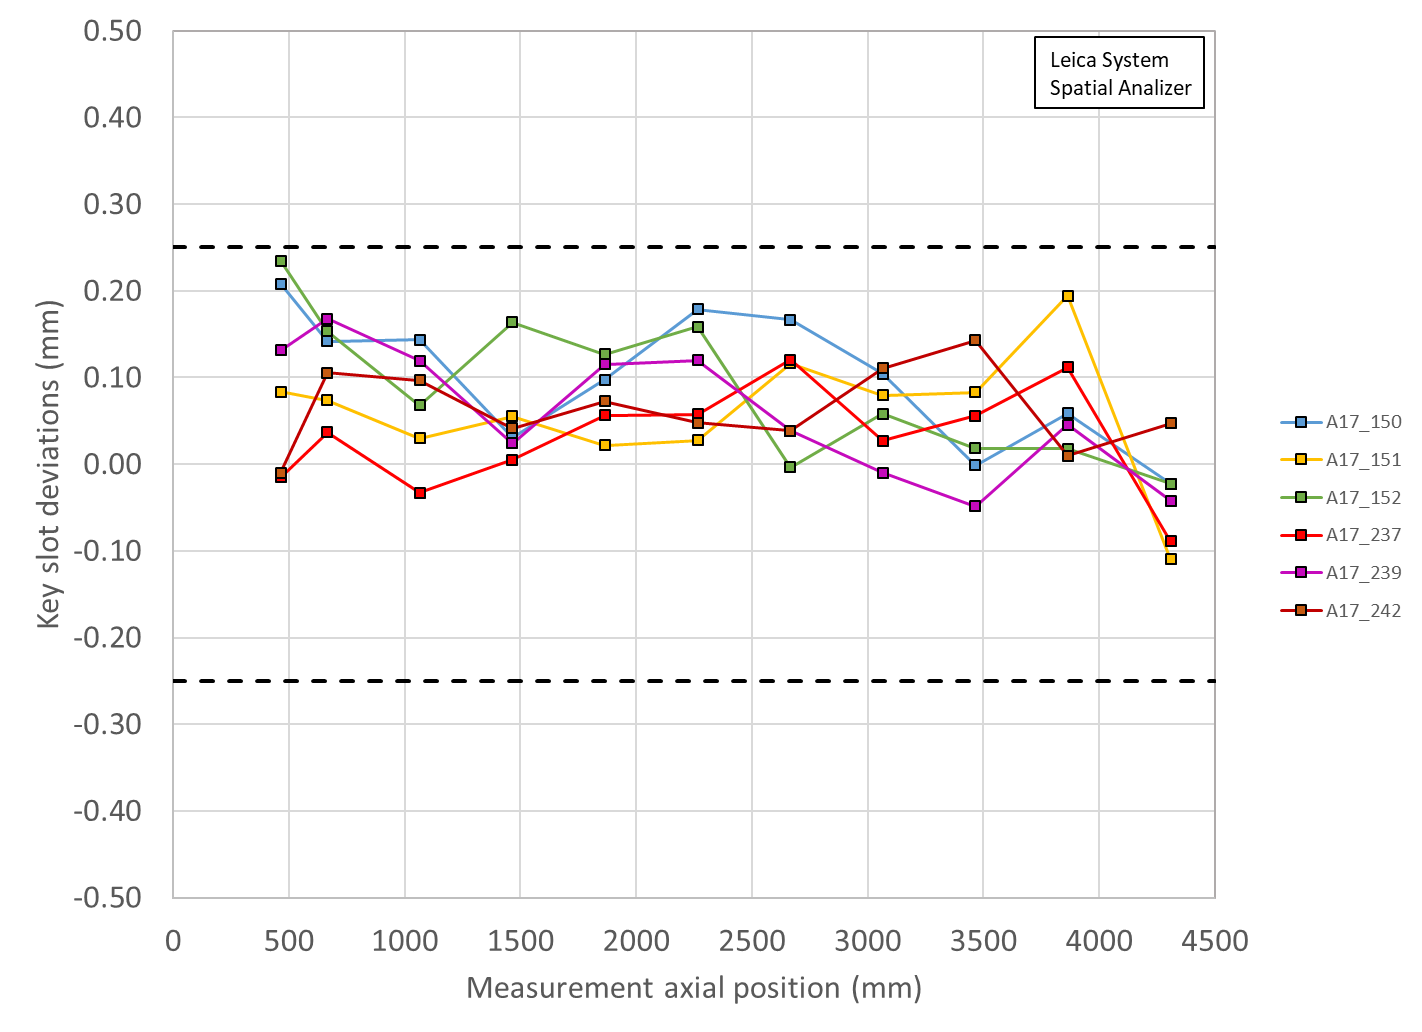 Leica System
Spatial Analizer
0.50
0.40
0.30
0.20
0.10
0.00
-0.10
-0.20
-0.30
-0.40
-0.50
Key slot deviations (mm)
0 500 1000 1500 2000 2500 3000 3500 4000 4500
Measurement axial position (mm)
A17_150
A17_151
A17_152
A17_237
A17_239
A17_242